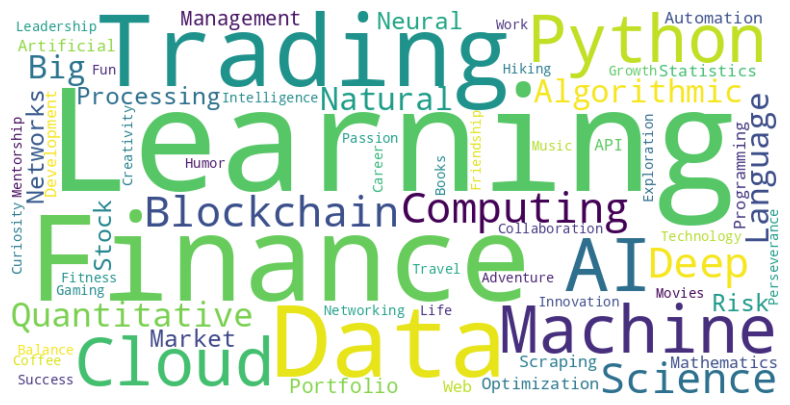 Leadership
Management
Neural
Work
Automation
Artificial
Trading
Python
Big
Fun
Hiking
Growth
Statistics
Processing
Intelligence
Natural
Algorithmic
Mentorship
Networks
Development
Creativity
Learning
Passion
Career
Books
Friendship
Music
API
Exploration
Programming
Language
Humor
Blockchain
Computing
Collaboration
Curiosity
Stock
Finance
Technology
Perseverance
Fitness
Gaming
Travel
Adventure
AI
Deep
Movies
Innovation
Risk
Quantitative
Networking
Life
Data
Machine
Market
Balance
Coffee
Cloud
Success
Portfolio
Web
Scraping
Optimization
Mathematics
Science